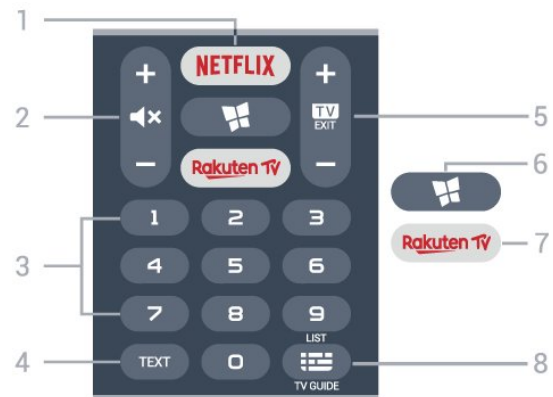 1
NETFLIX
+ +
2
TV
EXIT
5
6
− −
Rakuten TV
Rakuten TV
7
1 2 3
3
4 5 6
7 8 9
LIST
4
TEXT 0
8
TV GUIDE